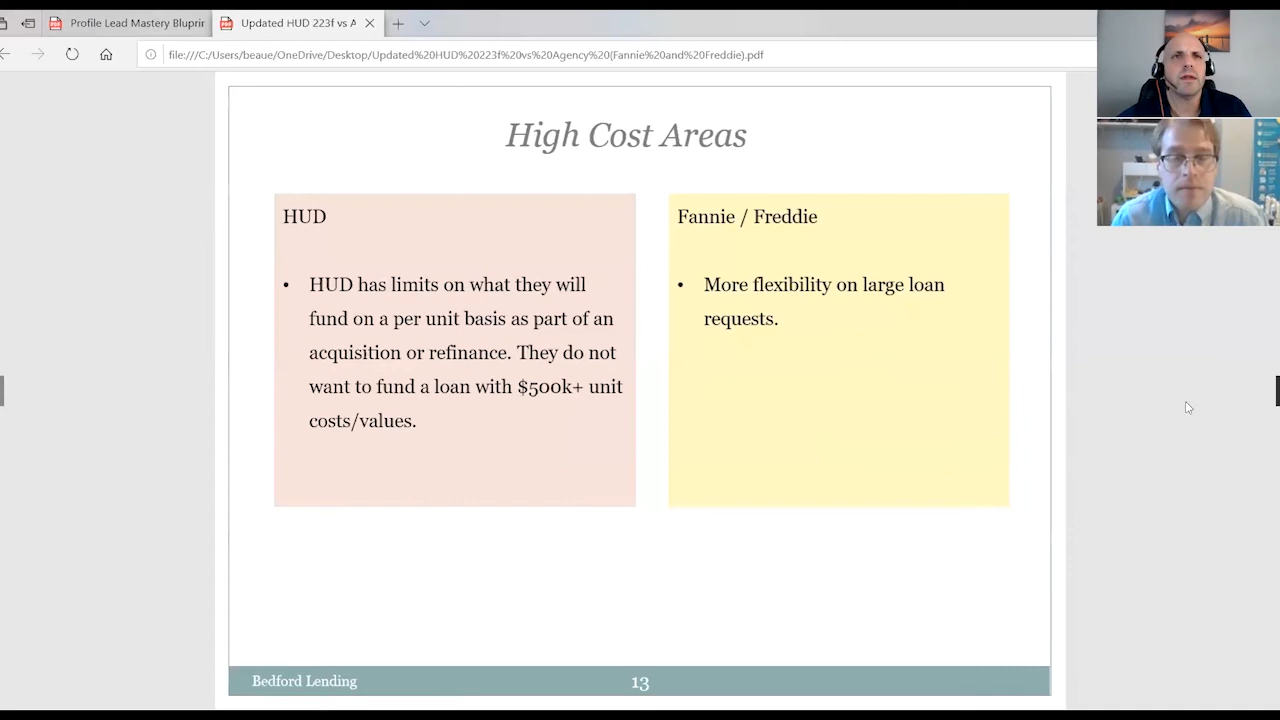 Profile Lead Mastery Bluprir
Updated HUD 223f vs A
file:///C:/Users/beaue/OneDrive/Desktop/Updated%20HUD%20223f%20vs%20Agency%20(Fannie%20and%20Freddie).pdf
High Cost Areas
HUD
• HUD has limits on what they will
fund on a per unit basis as part of an
acquisition or refinance. They do not
want to fund a loan with $500k+ unit
costs/values.
Fannie / Freddie
• More flexibility on large loan
requests.
Bedford Lending
13